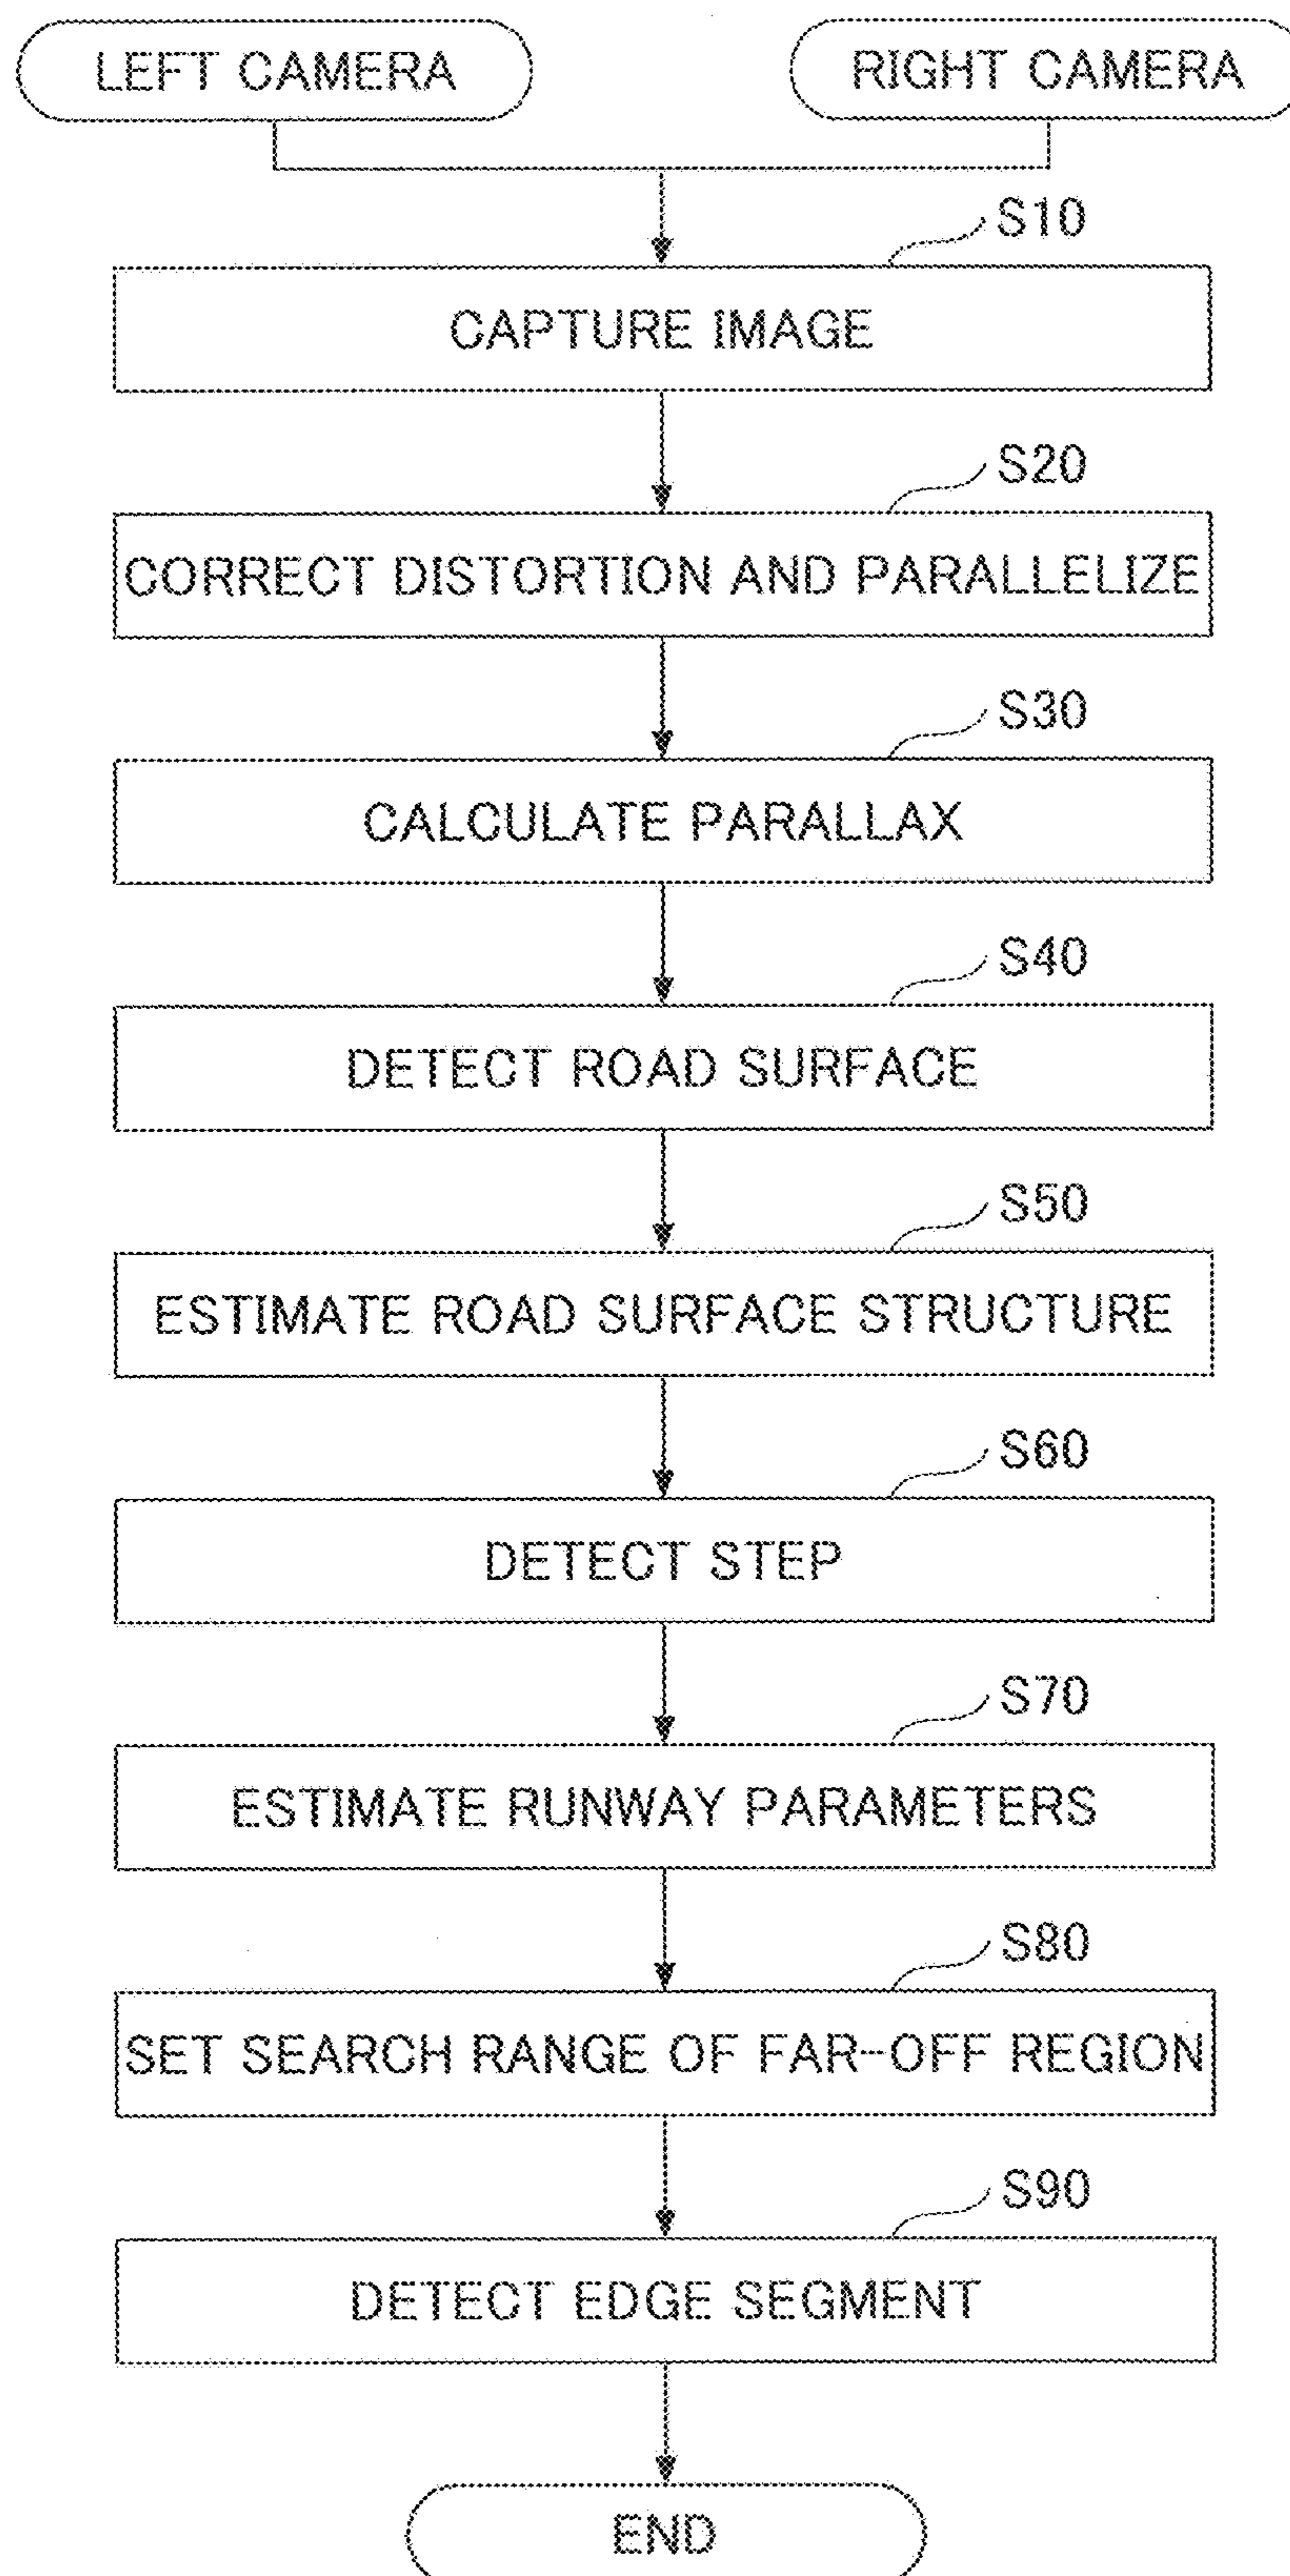 LEFT CAMERA
RIGHT CAMERA
S10
CAPTURE IMAGE
S20
CORRECT DISTORTION AND PARALLELIZE
S30
CALCULATE PARALLAX
S40
DETECT ROAD SURFACE
S50
ESTIMATE ROAD SURFACE STRUCTURE
S60
DETECT STEP
S70
ESTIMATE RUNWAY PARAMETERS
S80
SET SEARCH RANGE OF FAR-OFF REGION
S90
DETECT EDGE SEGMENT
END